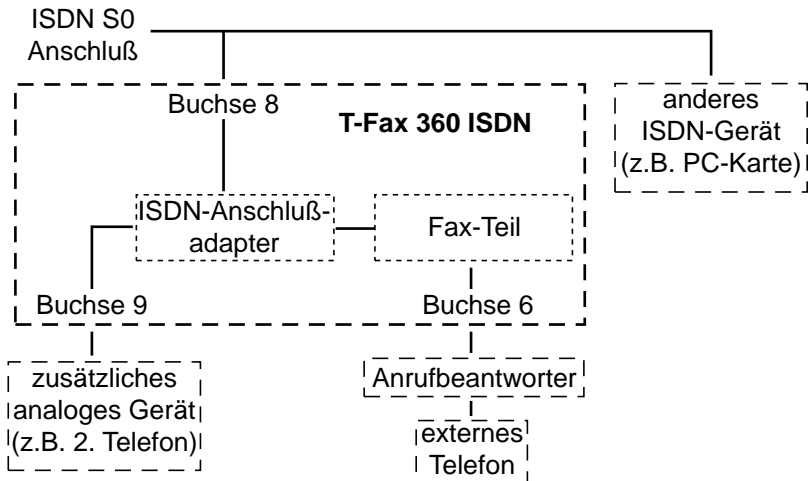 ISDN S0
Anschluß
Buchse 8
T-Fax 360 ISDN
anderes
ISDN-Gerät
(z.B. PC-Karte)
ISDN-Anschluß-
adapter
Fax-Teil
Buchse 9
Buchse 6
zusätzliches
analoges Gerät
(z.B. 2. Telefon)
Anrufbeantworter
externes
Telefon